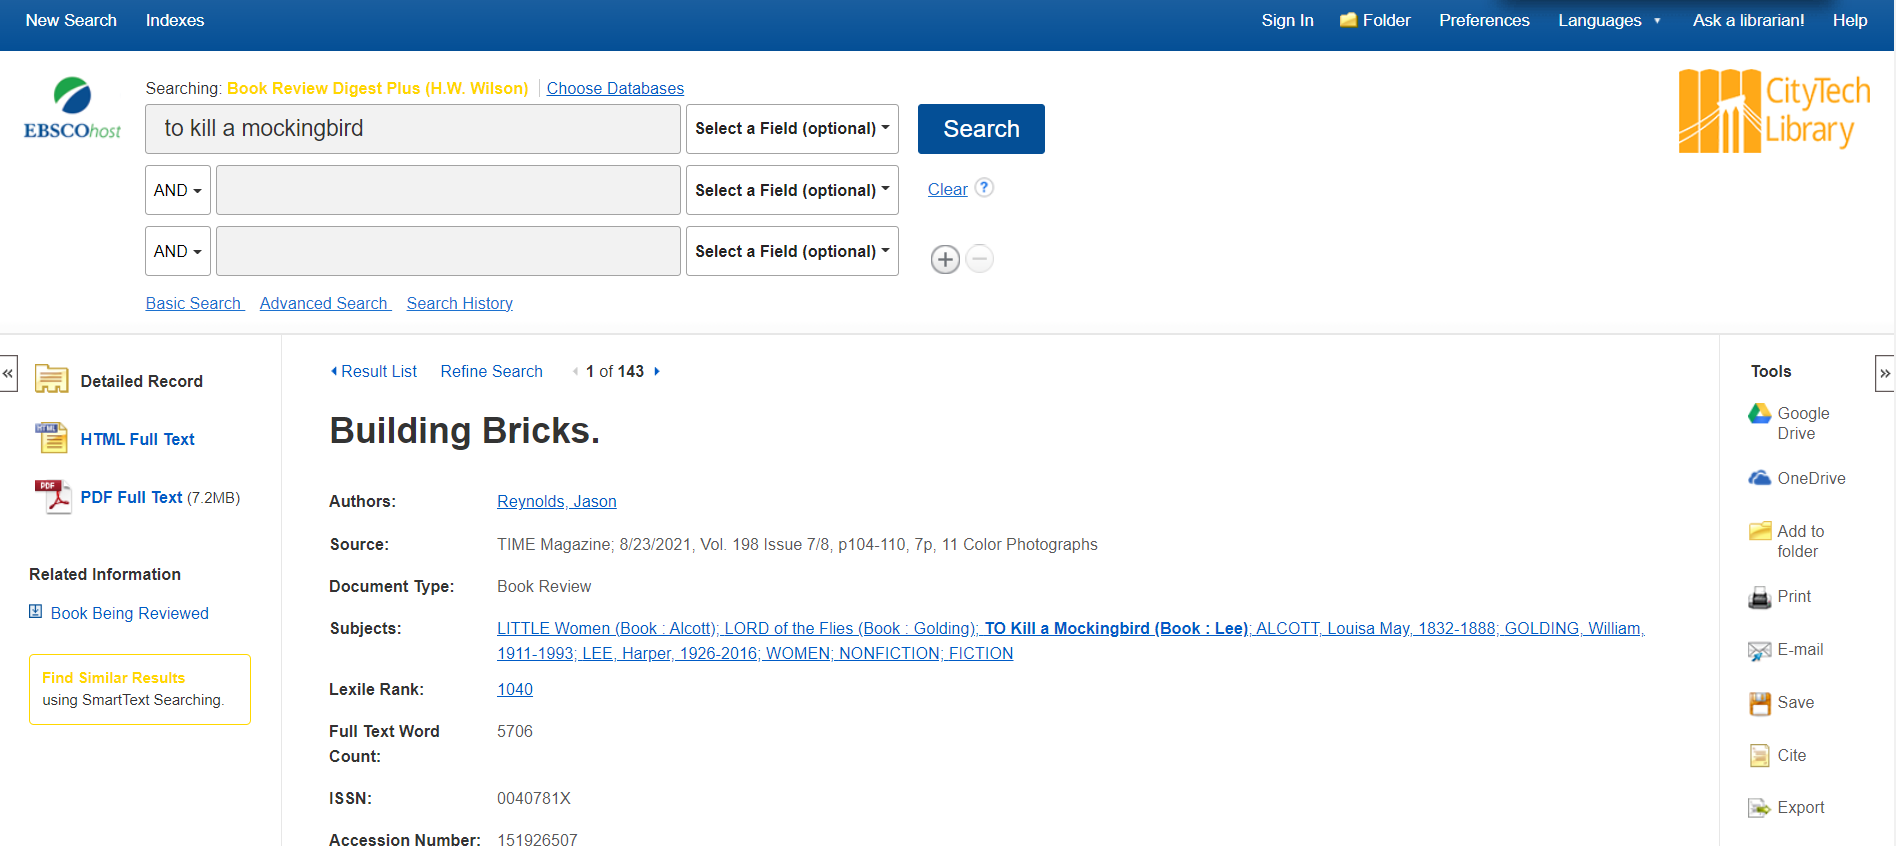 New Search Indexes Sign In Folder Preferences Languages Ask a librarian! Help
EBSCOhost
Searching: Book Review Digest Plus (H.W. Wilson) Choose Databases
to kill a mockingbird Select a Field (optional) Search
CityTech
Library
AND Select a Field (optional) Clear ?
AND Select a Field (optional)
Basic Search Advanced Search Search History
«
Detailed Record
HTML HTML Full Text
PDF PDF Full Text (7.2MB)
Related Information
Book Being Reviewed
Find Similar Results
using SmartText Searching.
Result List Refine Search 1 of 143
Building Bricks.
Authors: Reynolds, Jason
Source: TIME Magazine; 8/23/2021, Vol. 198 Issue 7/8, p104-110, 7p, 11 Color Photographs
Document Type: Book Review
Subjects: LITTLE Women (Book : Alcott); LORD of the Flies (Book : Golding); TO Kill a Mockingbird (Book : Lee); ALCOTT, Louisa May, 1832-1888; GOLDING, William,
1911-1993; LEE, Harper, 1926-2016; WOMEN; NONFICTION; FICTION
Lexile Rank: 1040
Full Text Word 5706
Count:
ISSN: 0040781X
Accession Number: 151926507
Tools
»
Google
Drive
OneDrive
Add to
folder
Print
E-mail
Save
Cite
Export